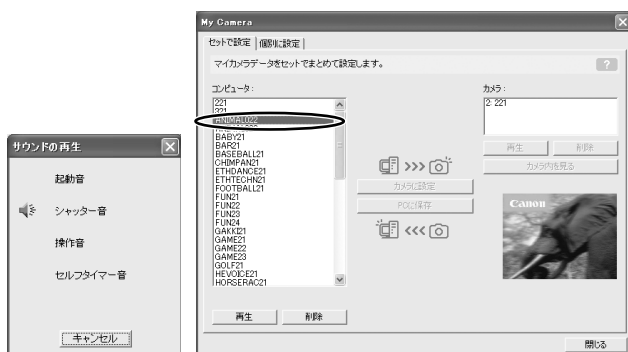 サウンドの再生
起動音
シャッター音
操作音
セルフタイマー音
キャンセル
My Camera
セットで設定
個別に設定
マイカメラデータをセットでまとめて設定します。
?
コンピュータ:
221
321
ANIMAL022
BABY21
BAR21
BASEBALL21
CHIMPAN21
ETHDANCE21
ETHTECHN21
FOOTBALL21
FUN21
FUN22
FUN23
FUN24
GAKKI21
GAME21
GAME22
GAME23
GOLF21
HEVOICE21
HORSERAC21
再生
削除
>>>
カメラに設定
PCに保存
<<<
カメラ:
2: 221
再生
削除
カメラ内を見る
Canon
閉じる